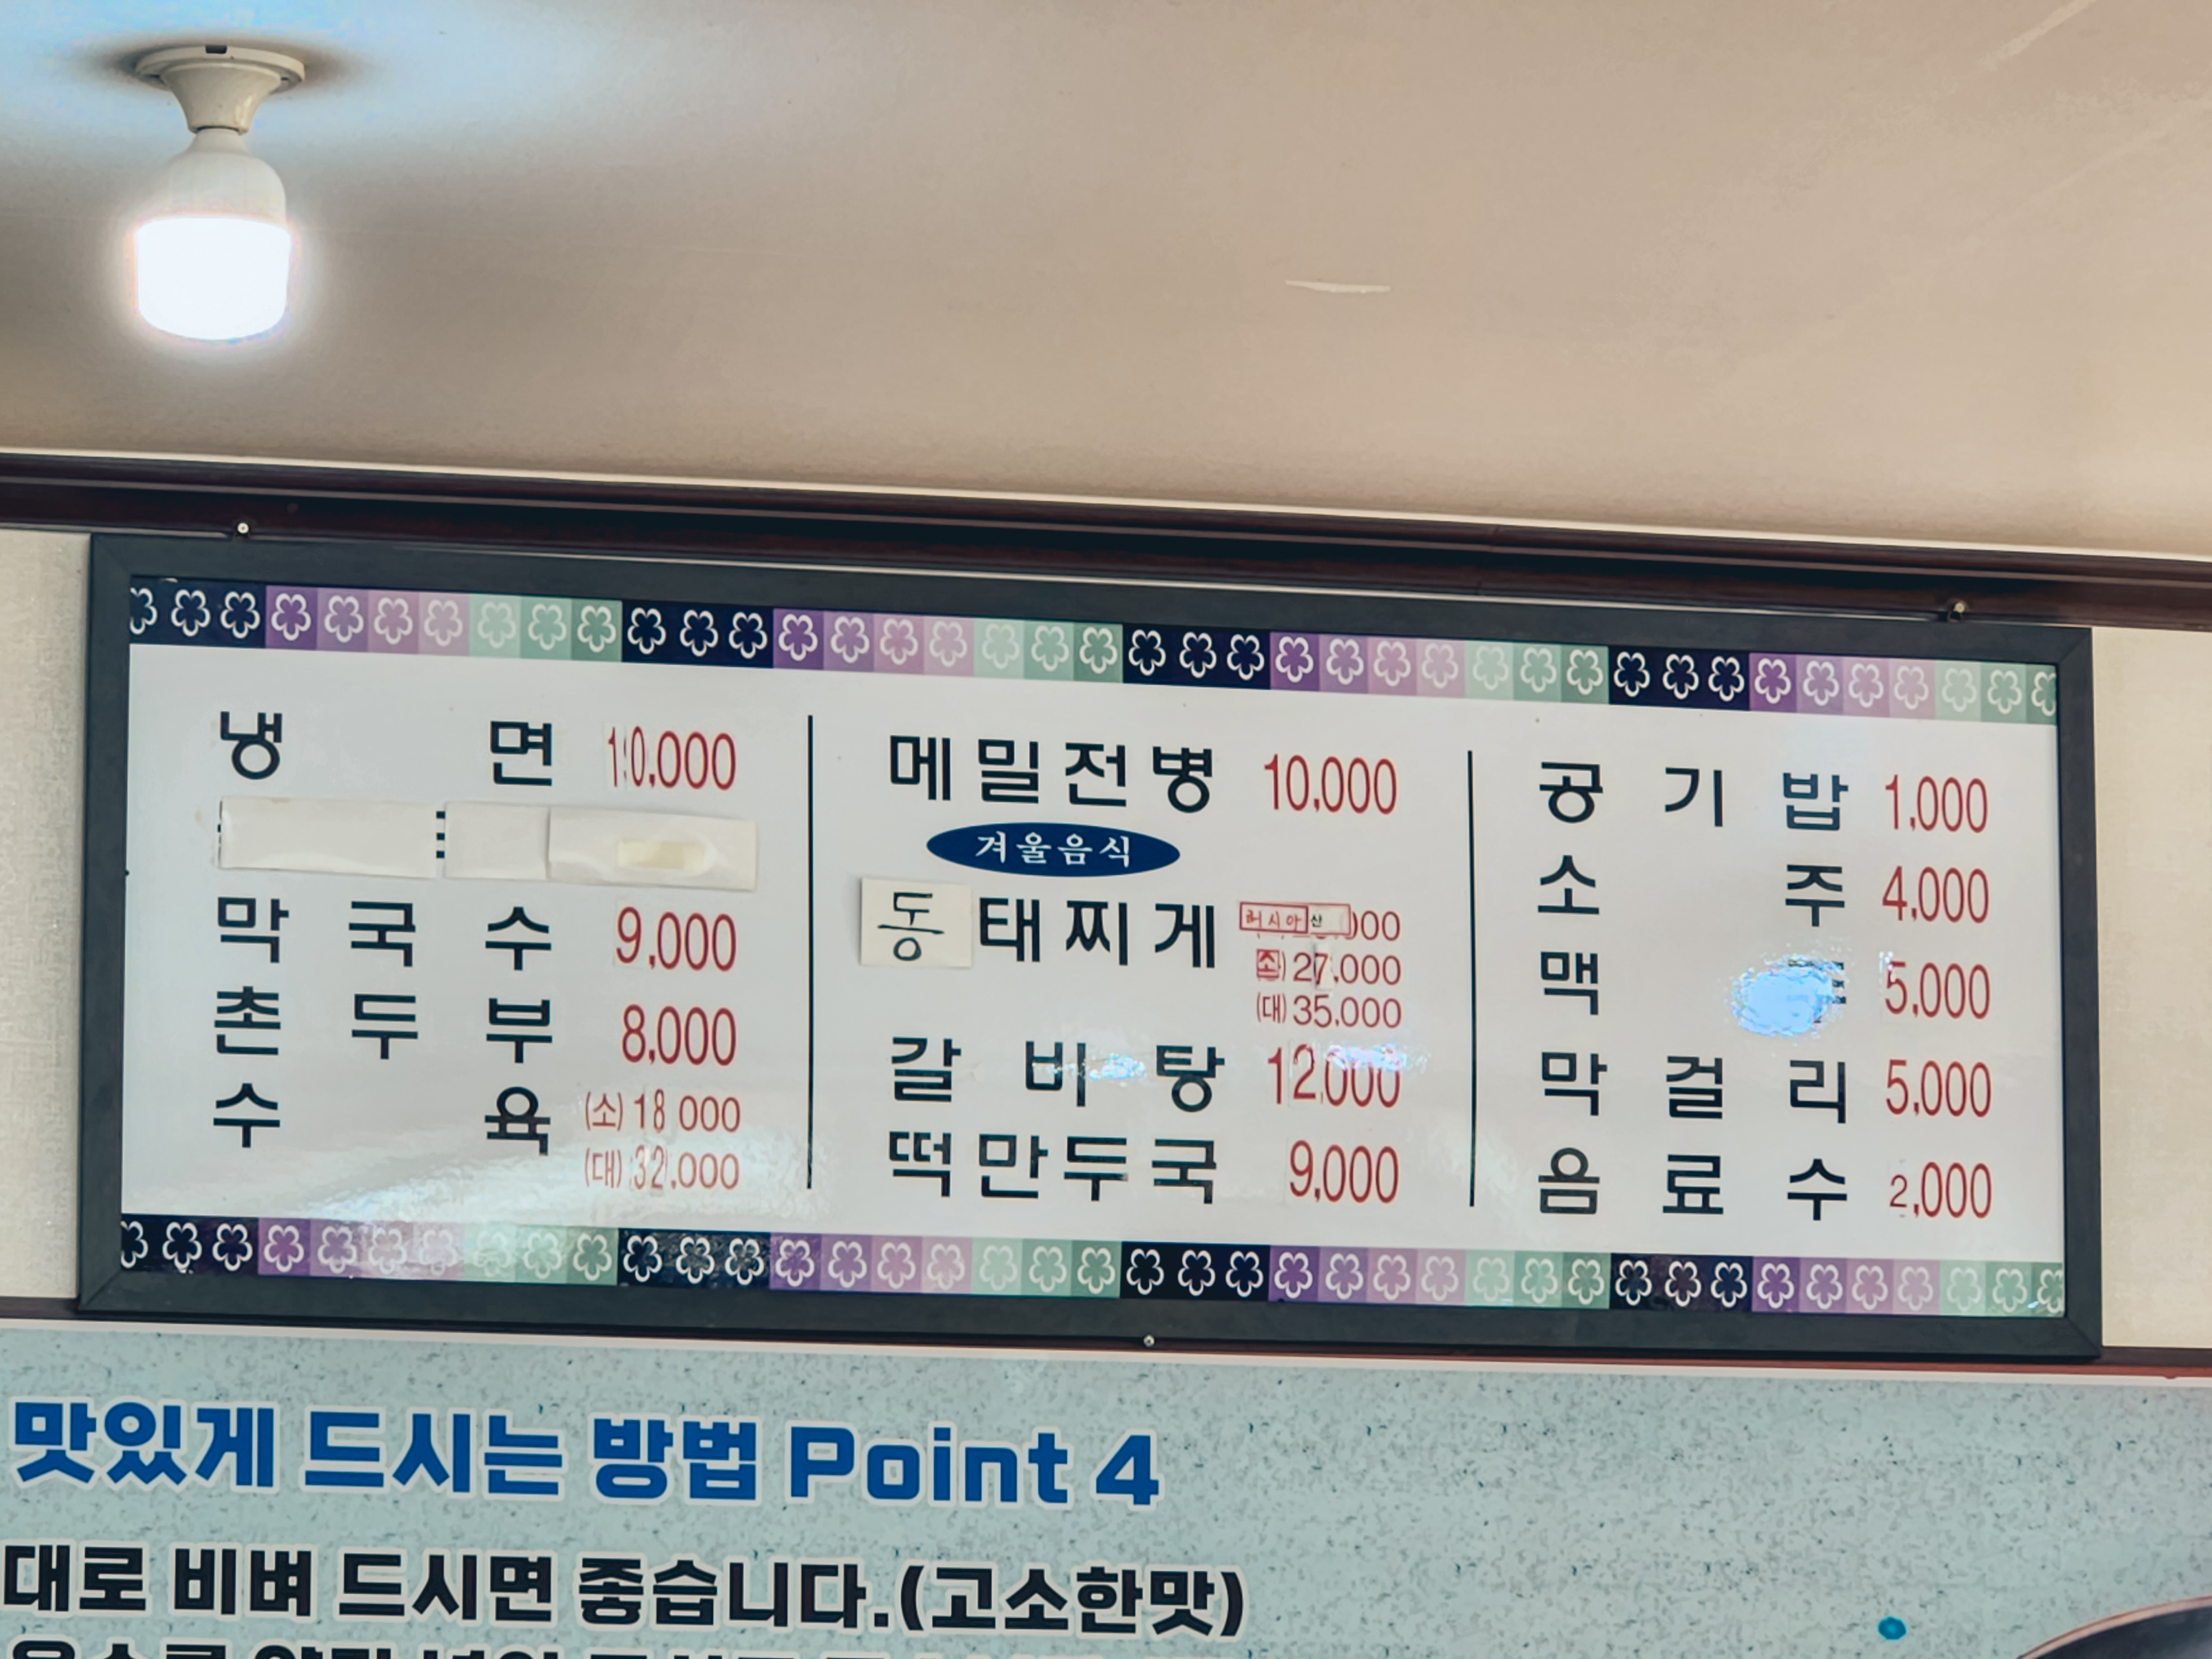 냉 면 10,000
막 국 수 9,000
촌 두 부 8,000
수 육 (소) 18 000
(대) 32,000
메밀전병 10,000
겨울음식
동태찌게 러시아산 000
(소) 27,000
(대) 35,000
갈 비 탕 12,000
떡만두국 9,000
공 기 밥 1,000
소 주 4,000
맥 5,000
막 걸 리 5,000
음 료 수 2,000
맛있게 드시는 방법 Point 4
대로 비벼 드시면 좋습니다.(고소한맛)